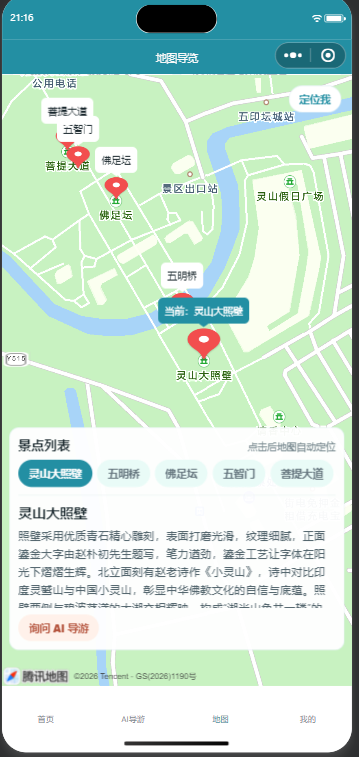 21:16
地图导览
公用电话
定位我
菩提大道
五印坛城站
五智门
菩提大道
佛足坛
景区出口站
灵山假日广场
佛足坛
五明桥
当前：灵山大照壁
Y515
灵山大照壁
景点列表
点击后地图自动定位
灵山大照壁
五明桥
佛足坛
五智门
菩提大道
灵山大照壁
照壁采用优质青石精心雕刻，表面打磨光滑，纹理细腻，正面
鎏金大字由赵朴初先生题写，笔力遒劲，鎏金工艺让字体在阳
光下熠熠生辉。北立面刻有赵老诗作《小灵山》，诗中对比印
度灵鹫山与中国小灵山，彰显中华佛教文化的自信与底蕴。照
询问 AI 导游
腾讯地图
©2026 Tencent - GS(2026)1190号
首页
AI导游
地图
我的